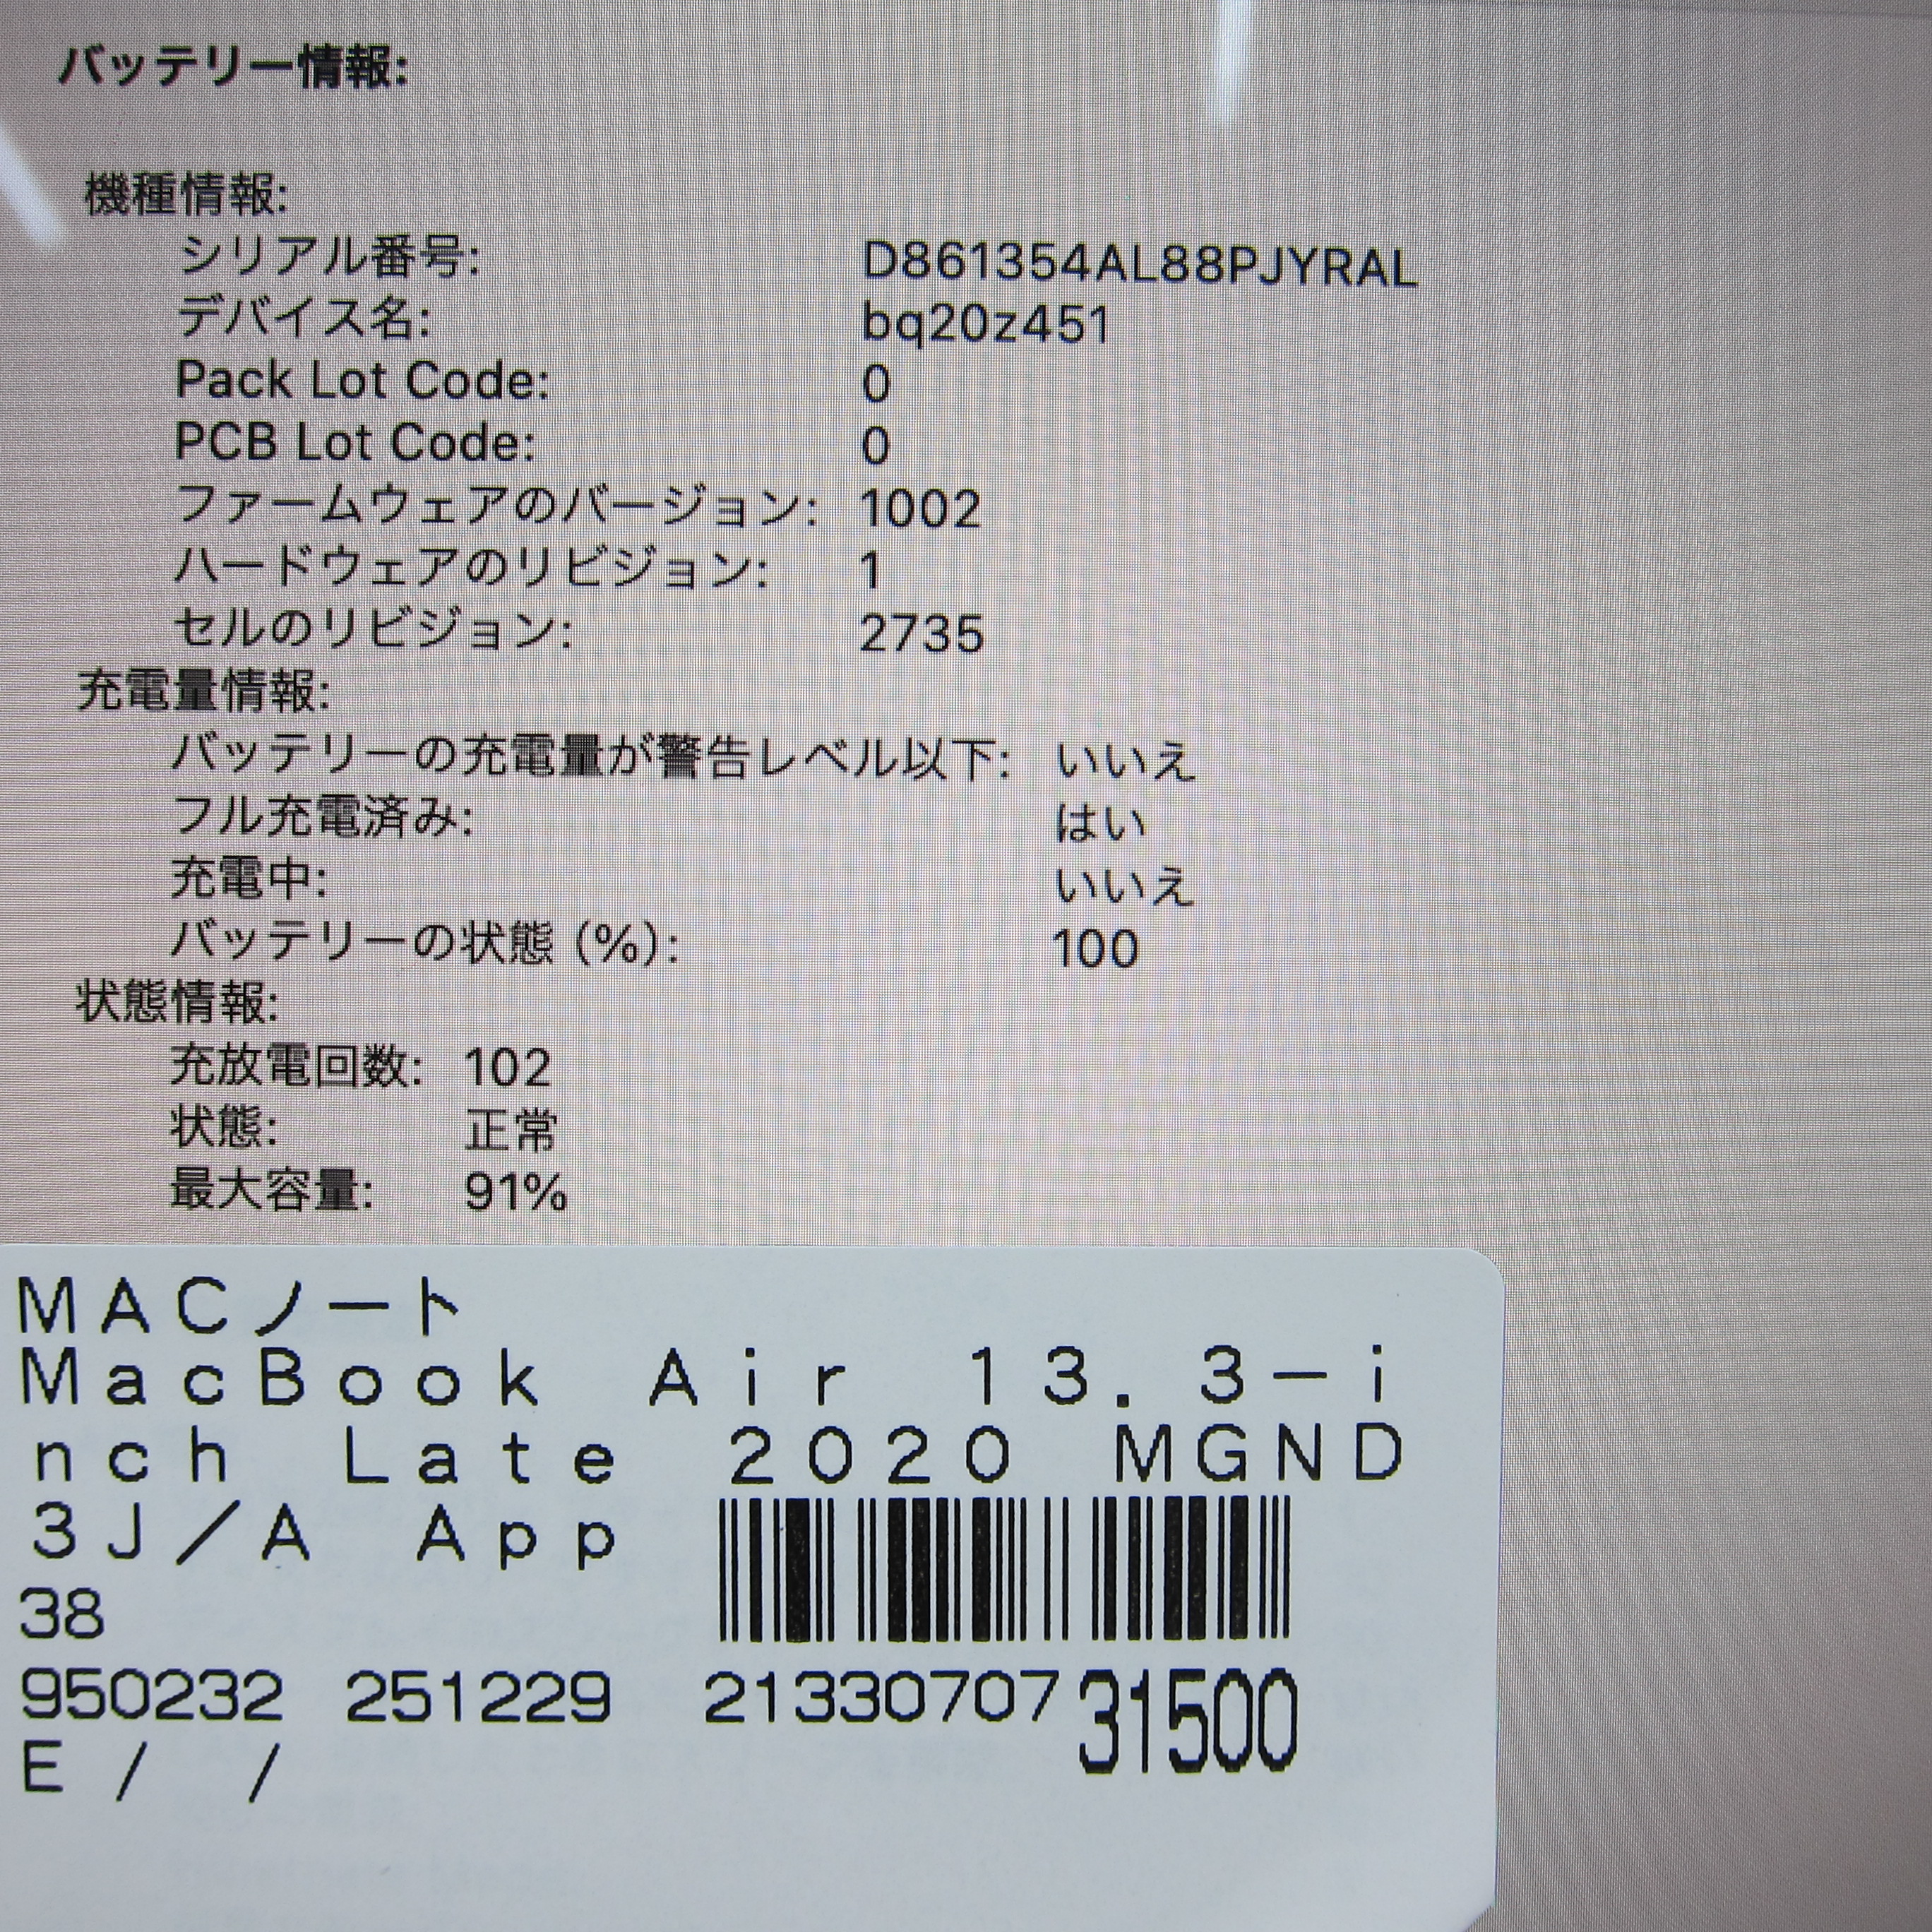 バッテリー情報:
機種情報:
シリアル番号: D861354AL88PJYRAL
デバイス名: bq20z451
Pack Lot Code: 0
PCB Lot Code: 0
ファームウェアのバージョン: 1002
ハードウェアのリビジョン: 1
セルのリビジョン: 2735
充電量情報:
バッテリーの充電量が警告レベル以下: いいえ
フル充電済み: はい
充電中: いいえ
バッテリーの状態 (%): 100
状態情報:
充放電回数: 102
状態: 正常
最大容量: 91%
MACノート
MacBook Air 13.3-i
nch Late 2020 MGND
3J/A App
38
950232 251229 21330707 31500
E / /